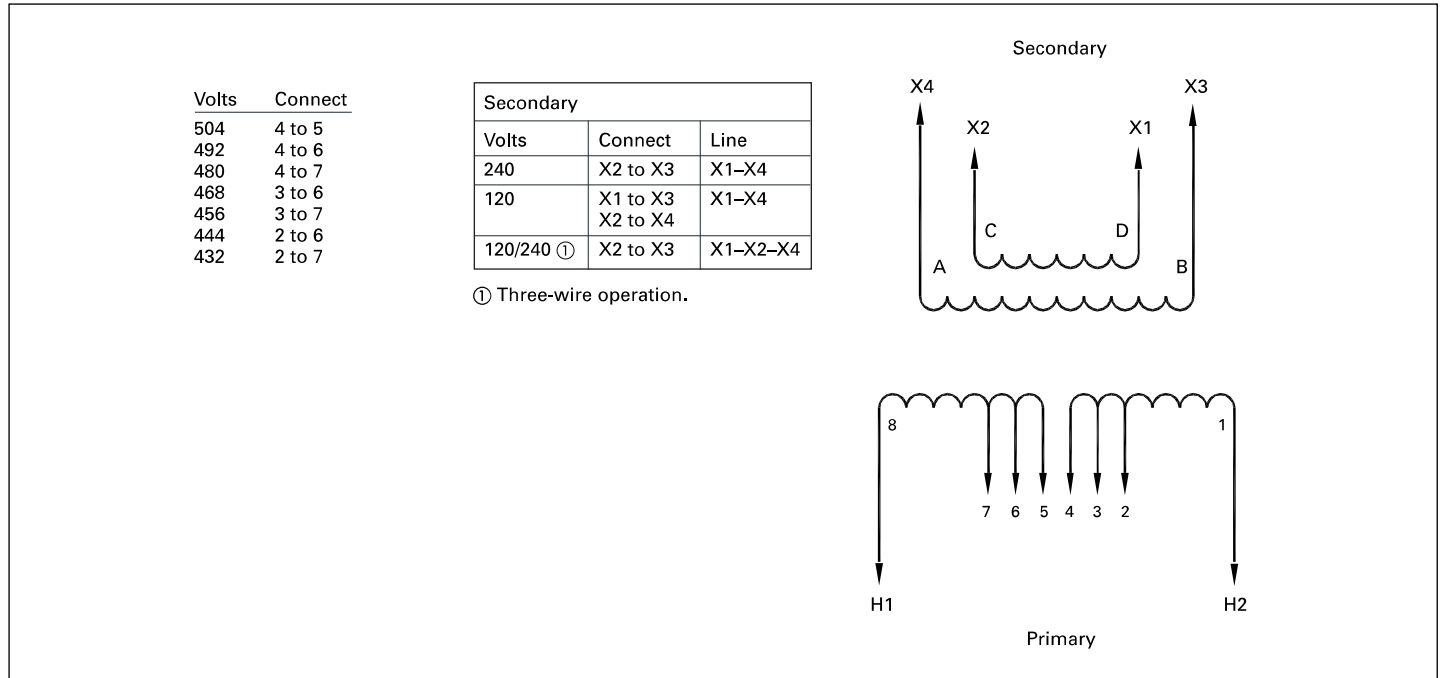 Volts Connect
504 4 to 5
492 4 to 6
480 4 to 7
468 3 to 6
456 3 to 7
444 2 to 6
432 2 to 7
Secondary
Volts Connect Line
240 X2 to X3 X1–X4
120 X1 to X3 X1–X4
X2 to X4
120/240 ① X2 to X3 X1–X2–X4
① Three-wire operation.
Secondary
X4 X3
X2 X1
C D
A B
8 1
7 6 5 4 3 2
H1 H2
Primary